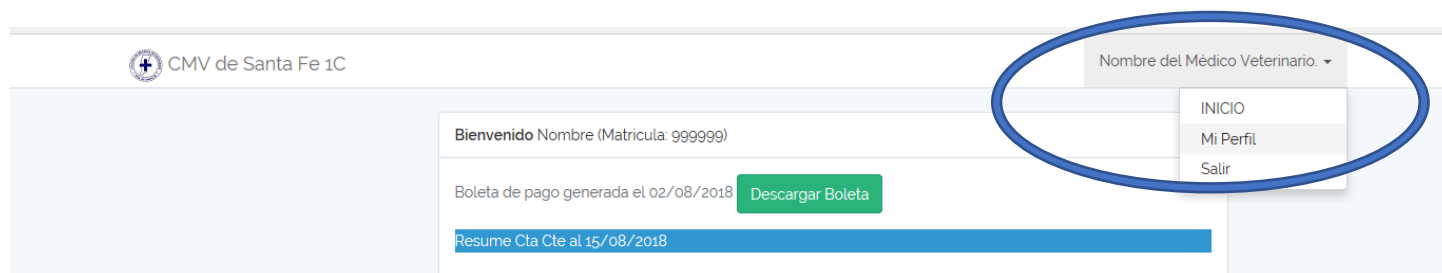 CMV de Santa Fe 1C
Nombre del Médico Veterinario.
INICIO
Mi Perfil
Salir
Bienvenido Nombre (Matricula: 999999)
Boleta de pago generada el 02/08/2018 Descargar Boleta
Resume Cta Cte al 15/08/2018